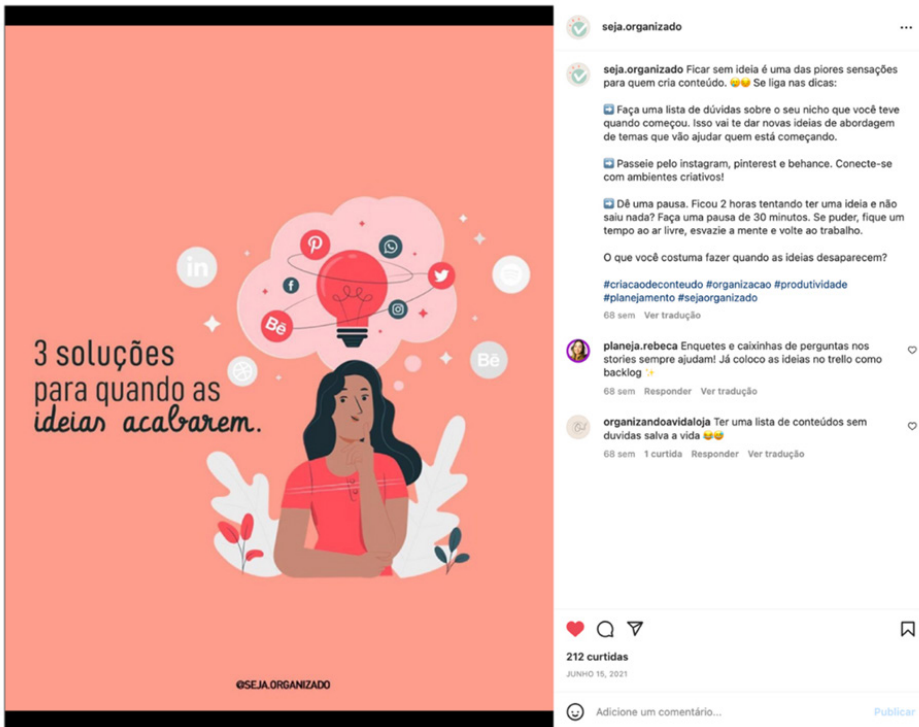 3 soluções
para quando as
ideias acabarem.
in
Bē
Bē
@SEJA.ORGANIZADO
seja.organizado
seja.organizado Ficar sem ideia é uma das piores sensações
para quem cria conteúdo. 😕😕 Se liga nas dicas:
➡️ Faça uma lista de dúvidas sobre o seu nicho que você teve
quando começou. Isso vai te dar novas ideias de abordagem
de temas que vão ajudar quem está começando.
➡️ Passeie pelo instagram, pinterest e behance. Conecte-se
com ambientes criativos!
➡️ Dê uma pausa. Ficou 2 horas tentando ter uma ideia e não
saiu nada? Faça uma pausa de 30 minutos. Se puder, fique um
tempo ao ar livre, esvazie a mente e volte ao trabalho.
O que você costuma fazer quando as ideias desaparecem?
#criacaodeconteudo #organizacao #produtividade
#planejamento #sejaorganizado
68 sem Ver tradução
planeja.rebeca Enquetes e caixinhas de perguntas nos
stories sempre ajudam! Já coloco as ideias no trello como
backlog ✨
68 sem Responder Ver tradução
organizandoavidaloja Ter uma lista de conteúdos sem
duvidas salva a vida 😂😅
68 sem 1 curtida Responder Ver tradução
212 curtidas
JUNHO 15, 2021
Adicione um comentário...
Publicar